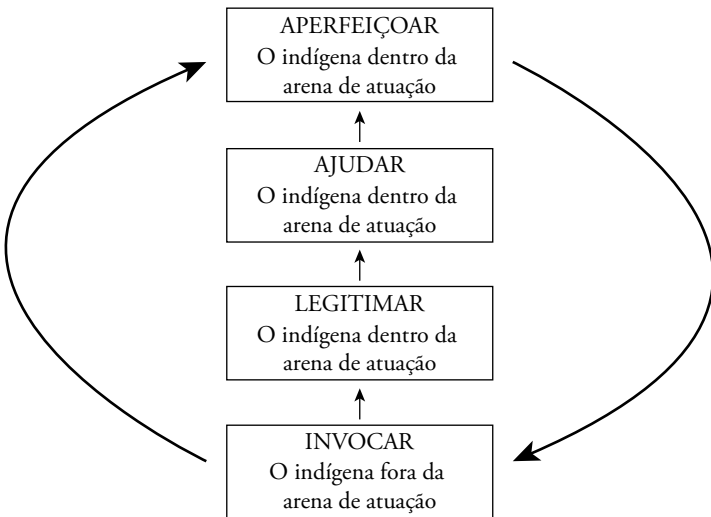 APERFEIÇOAR
O indígena dentro da
arena de atuação
AJUDAR
O indígena dentro da
arena de atuação
LEGITIMAR
O indígena dentro da
arena de atuação
INVOCAR
O indígena fora da
arena de atuação